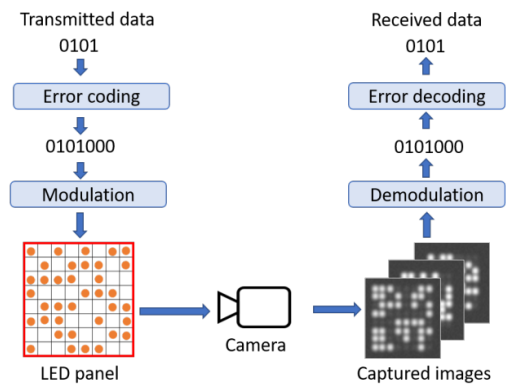 Transmitted data
0101
Error coding
0101000
Modulation
LED panel
Camera
Received data
0101
Error decoding
0101000
Demodulation
Captured images